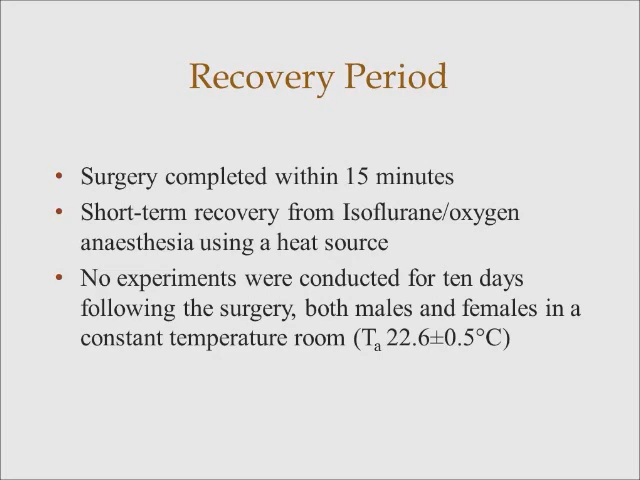 Recovery Period
• Surgery completed within 15 minutes
• Short-term recovery from Isoflurane/oxygen
anaesthesia using a heat source
• No experiments were conducted for ten days
following the surgery, both males and females in a
constant temperature room (Ta 22.6±0.5°C)